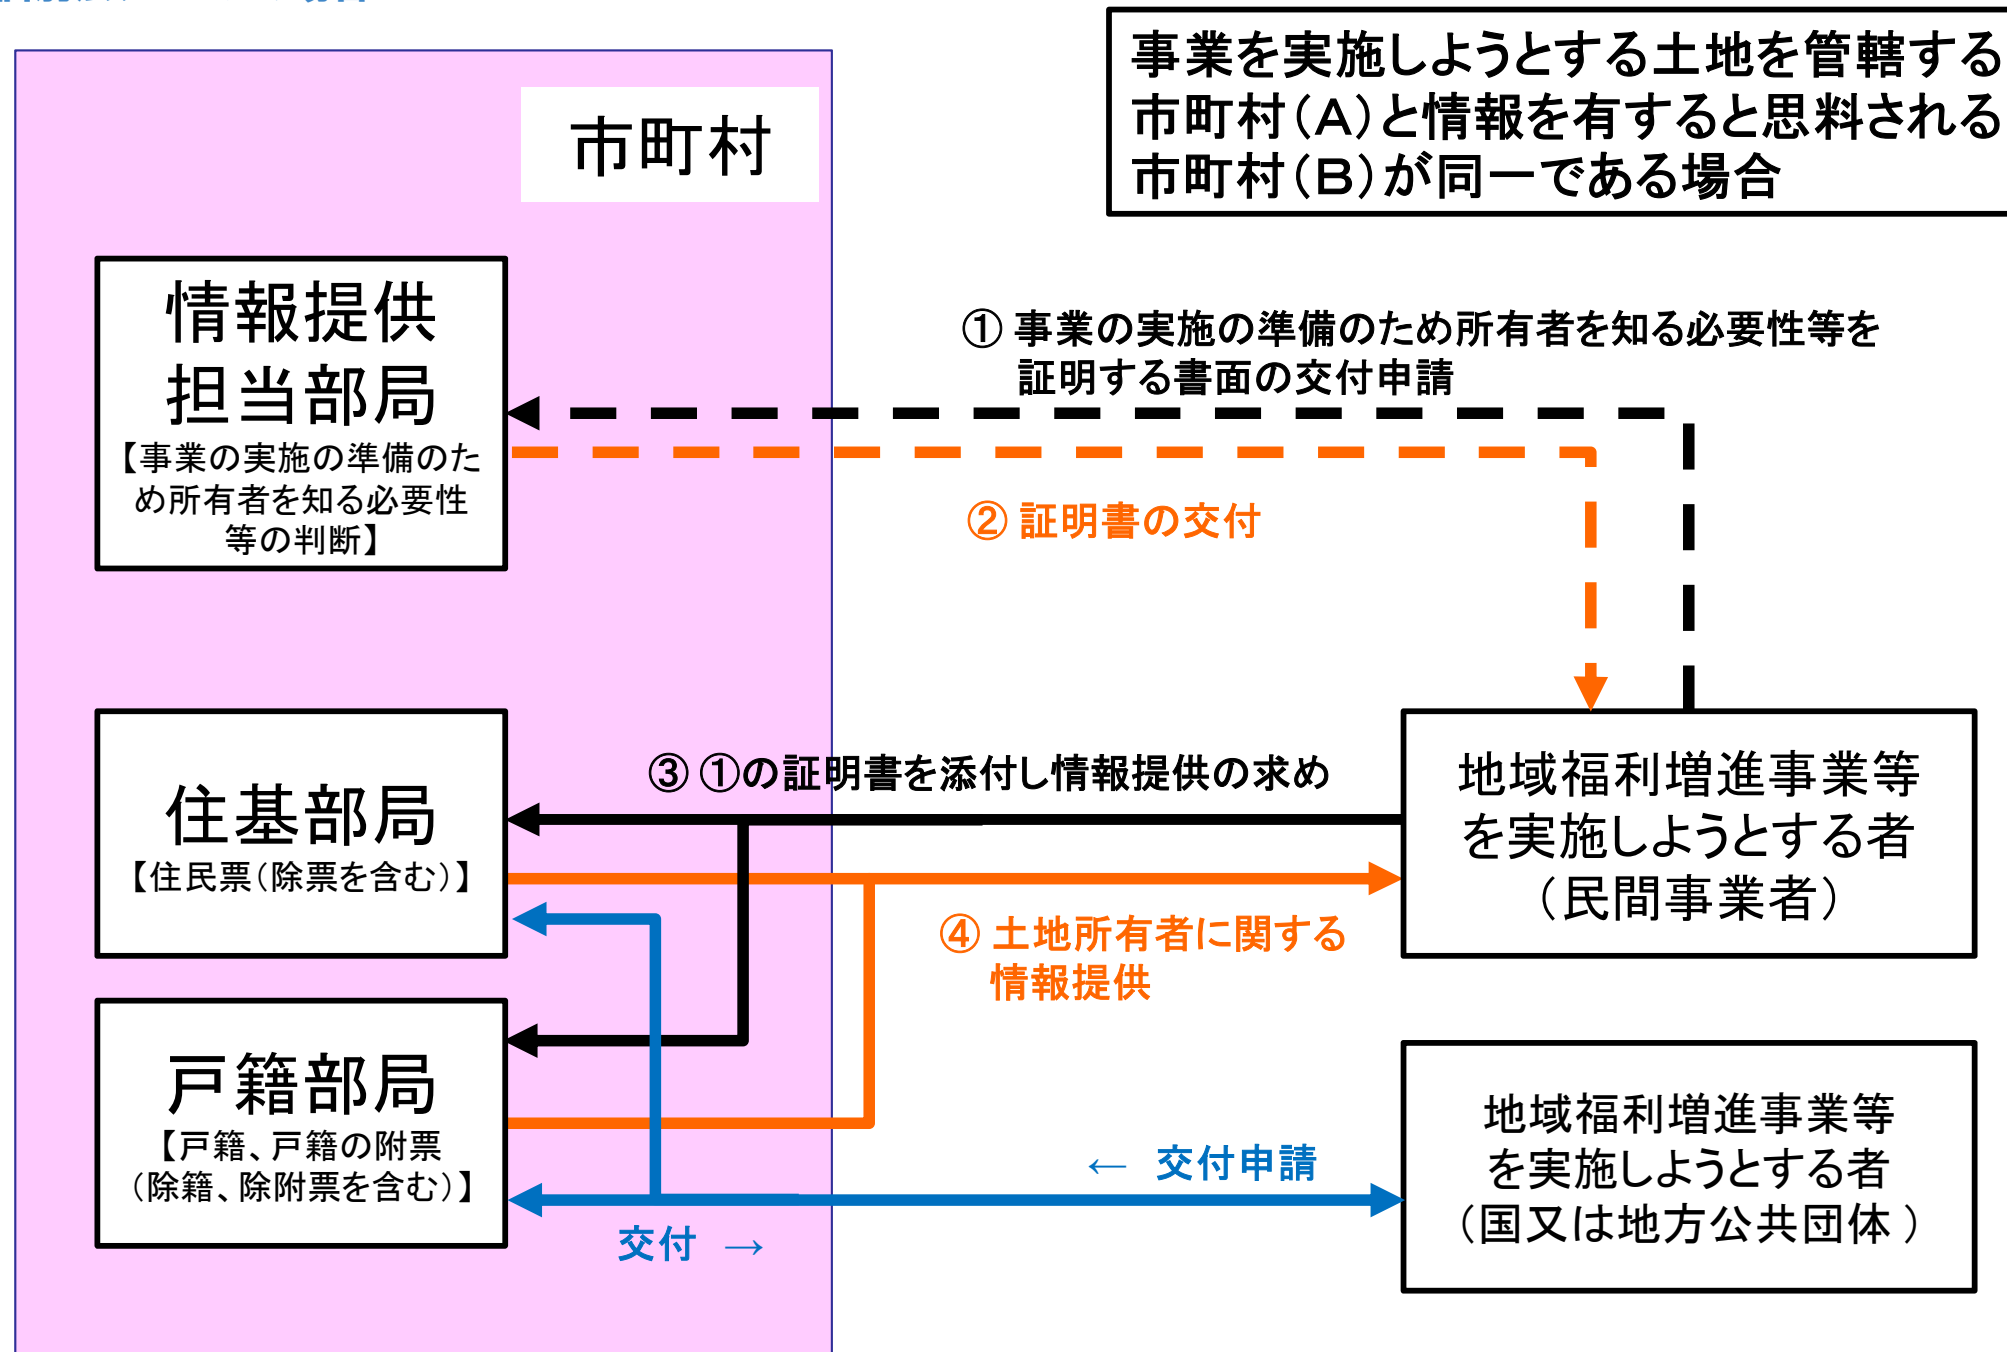 事業を実施しようとする土地を管轄する
市町村（A）と情報を有すると思料される
市町村（B）が同一である場合
市町村
情報提供
担当部局
【事業の実施の準備のた
め所有者を知る必要性
等の判断】
① 事業の実施の準備のため所有者を知る必要性等を
証明する書面の交付申請
② 証明書の交付
住基部局
【住民票（除票を含む）】
③ ①の証明書を添付し情報提供の求め
地域福利増進事業等
を実施しようとする者
（民間事業者）
④ 土地所有者に関する
情報提供
戸籍部局
【戸籍、戸籍の附票
（除籍、除附票を含む）】
← 交付申請
交付 →
地域福利増進事業等
を実施しようとする者
（国又は地方公共団体 ）